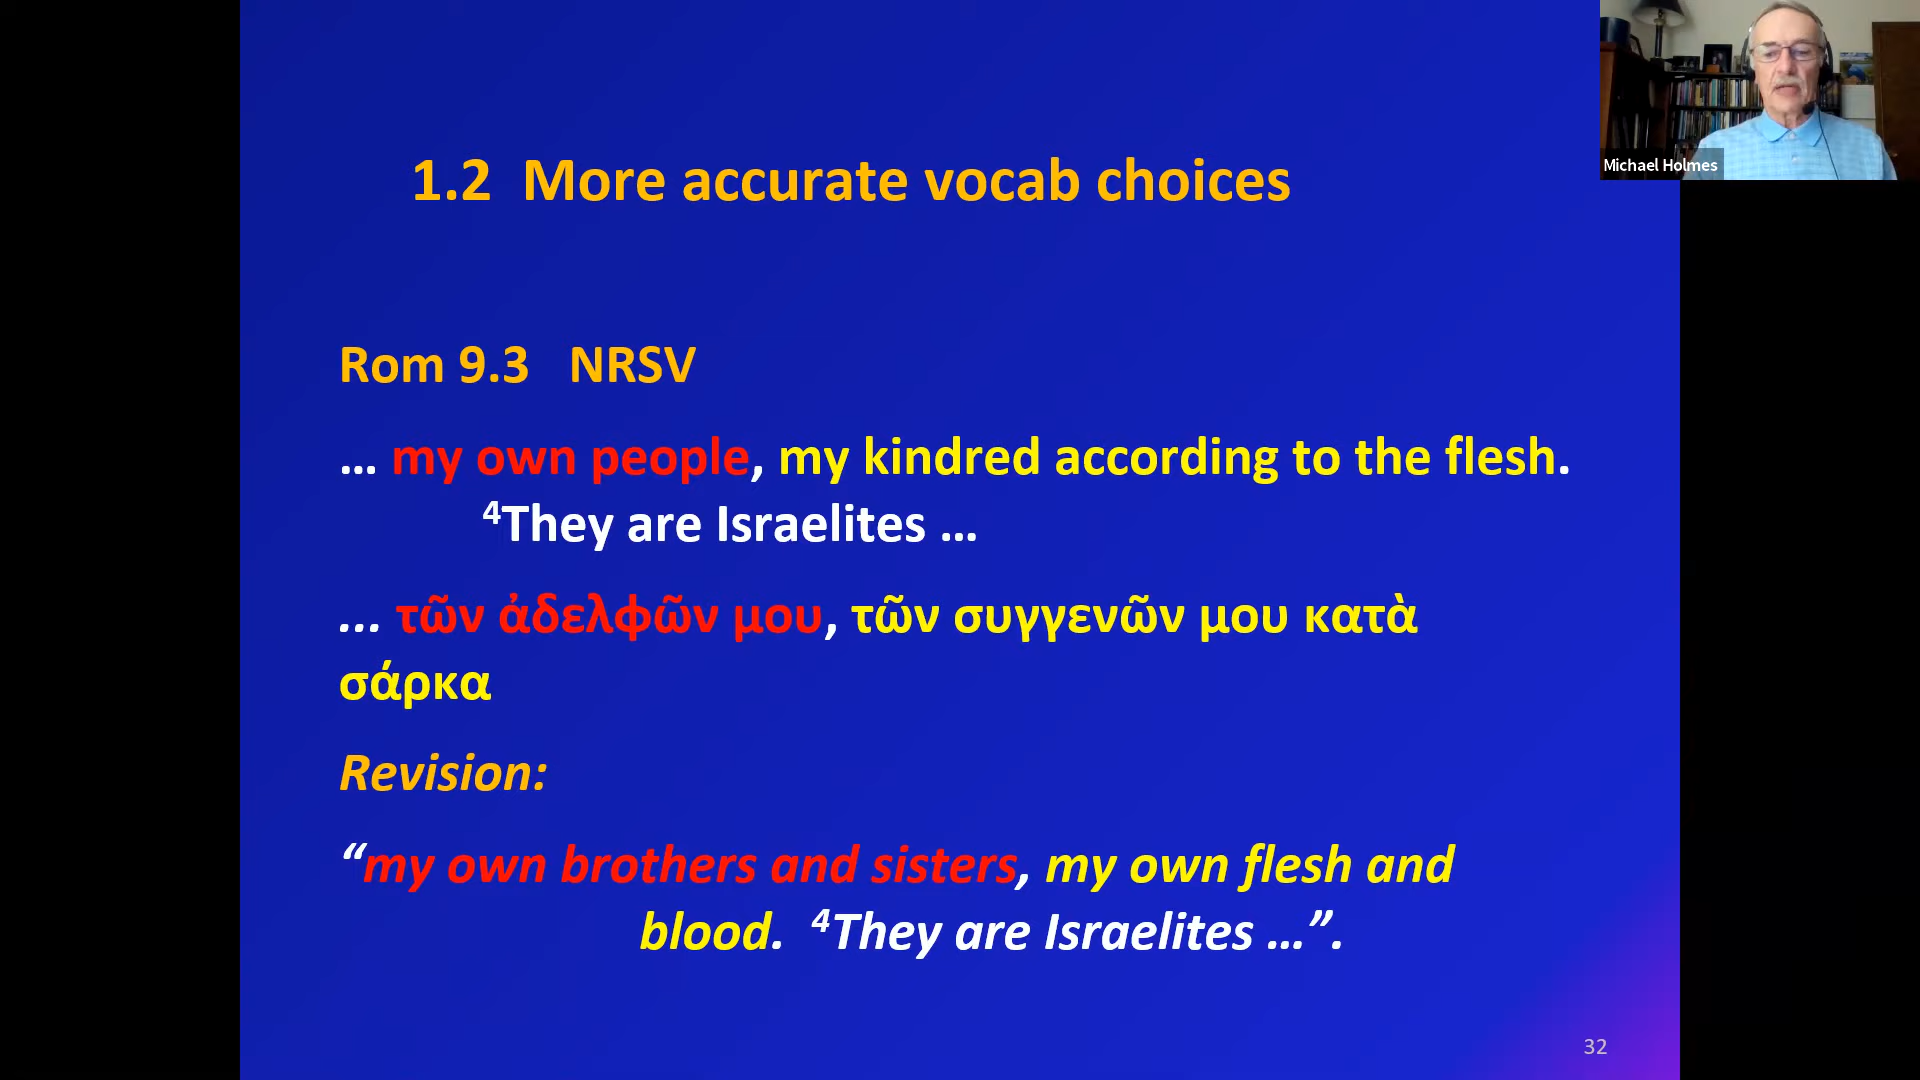 Michael Holmes
1.2 More accurate vocab choices
Rom 9.3 NRSV
… my own people, my kindred according to the flesh.
⁴They are Israelites …
... τῶν ἀδελφῶν μου, τῶν συγγενῶν μου κατὰ
σάρκα
Revision:
“my own brothers and sisters, my own flesh and
blood. ⁴They are Israelites …”.
32